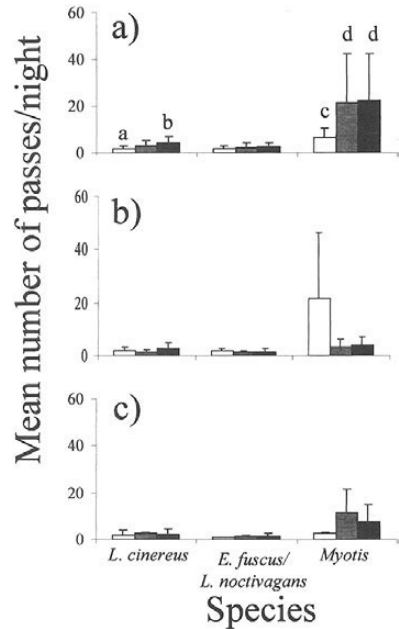 Mean number of passes/night
a)
60
40
20
0
a
b
c
d
d
b)
60
40
20
0
c)
60
40
20
0
L. cinereus
E. fuscus/
L. noctivagans
Myotis
Species